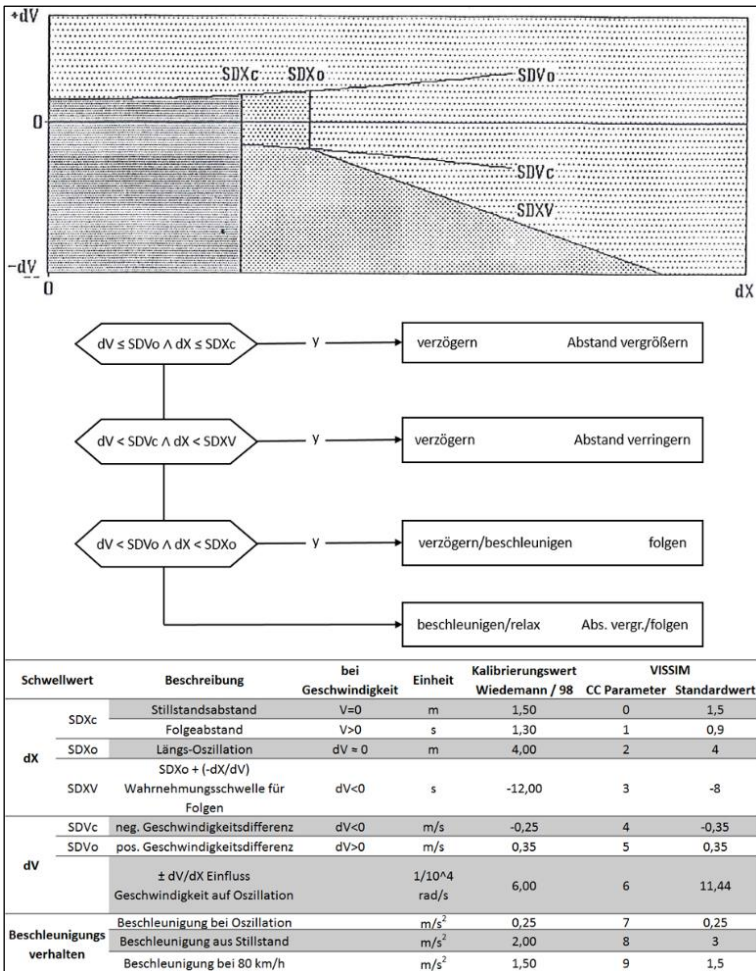 +dV
SDXc SDXo SDVo
0
SDVc
SDXV
-dV
0 dX
dV ≤ SDVo ∧ dX ≤ SDXc y verzögern Abstand vergrößern
dV < SDVc ∧ dX < SDXV y verzögern Abstand verringern
dV < SDVo ∧ dX < SDXo y verzögern/beschleunigen folgen
beschleunigen/relax Abs. vergr./folgen
Schwellwert Beschreibung bei Geschwindigkeit Einheit Kalibrierungswert Wiedemann / 98 VISSIM CC Parameter Standardwert
dX SDXc Stillstandsabstand V=0 m 1,50 0 1,5
Folgeabstand V>0 s 1,30 1 0,9
SDXo Längs-Oszillation dV ≈ 0 m 4,00 2 4
SDXV SDXo + (-dX/dV) Wahrnehmungsschwelle für Folgen dV<0 s -12,00 3 -8
dV SDVc neg. Geschwindigkeitsdifferenz dV<0 m/s -0,25 4 -0,35
SDVo pos. Geschwindigkeitsdifferenz dV>0 m/s 0,35 5 0,35
± dV/dX Einfluss Geschwindigkeit auf Oszillation 1/10^4 rad/s 6,00 6 11,44
Beschleunigungs verhalten Beschleunigung bei Oszillation m/s² 0,25 7 0,25
Beschleunigung aus Stillstand m/s² 2,00 8 3
Beschleunigung bei 80 km/h m/s² 1,50 9 1,5